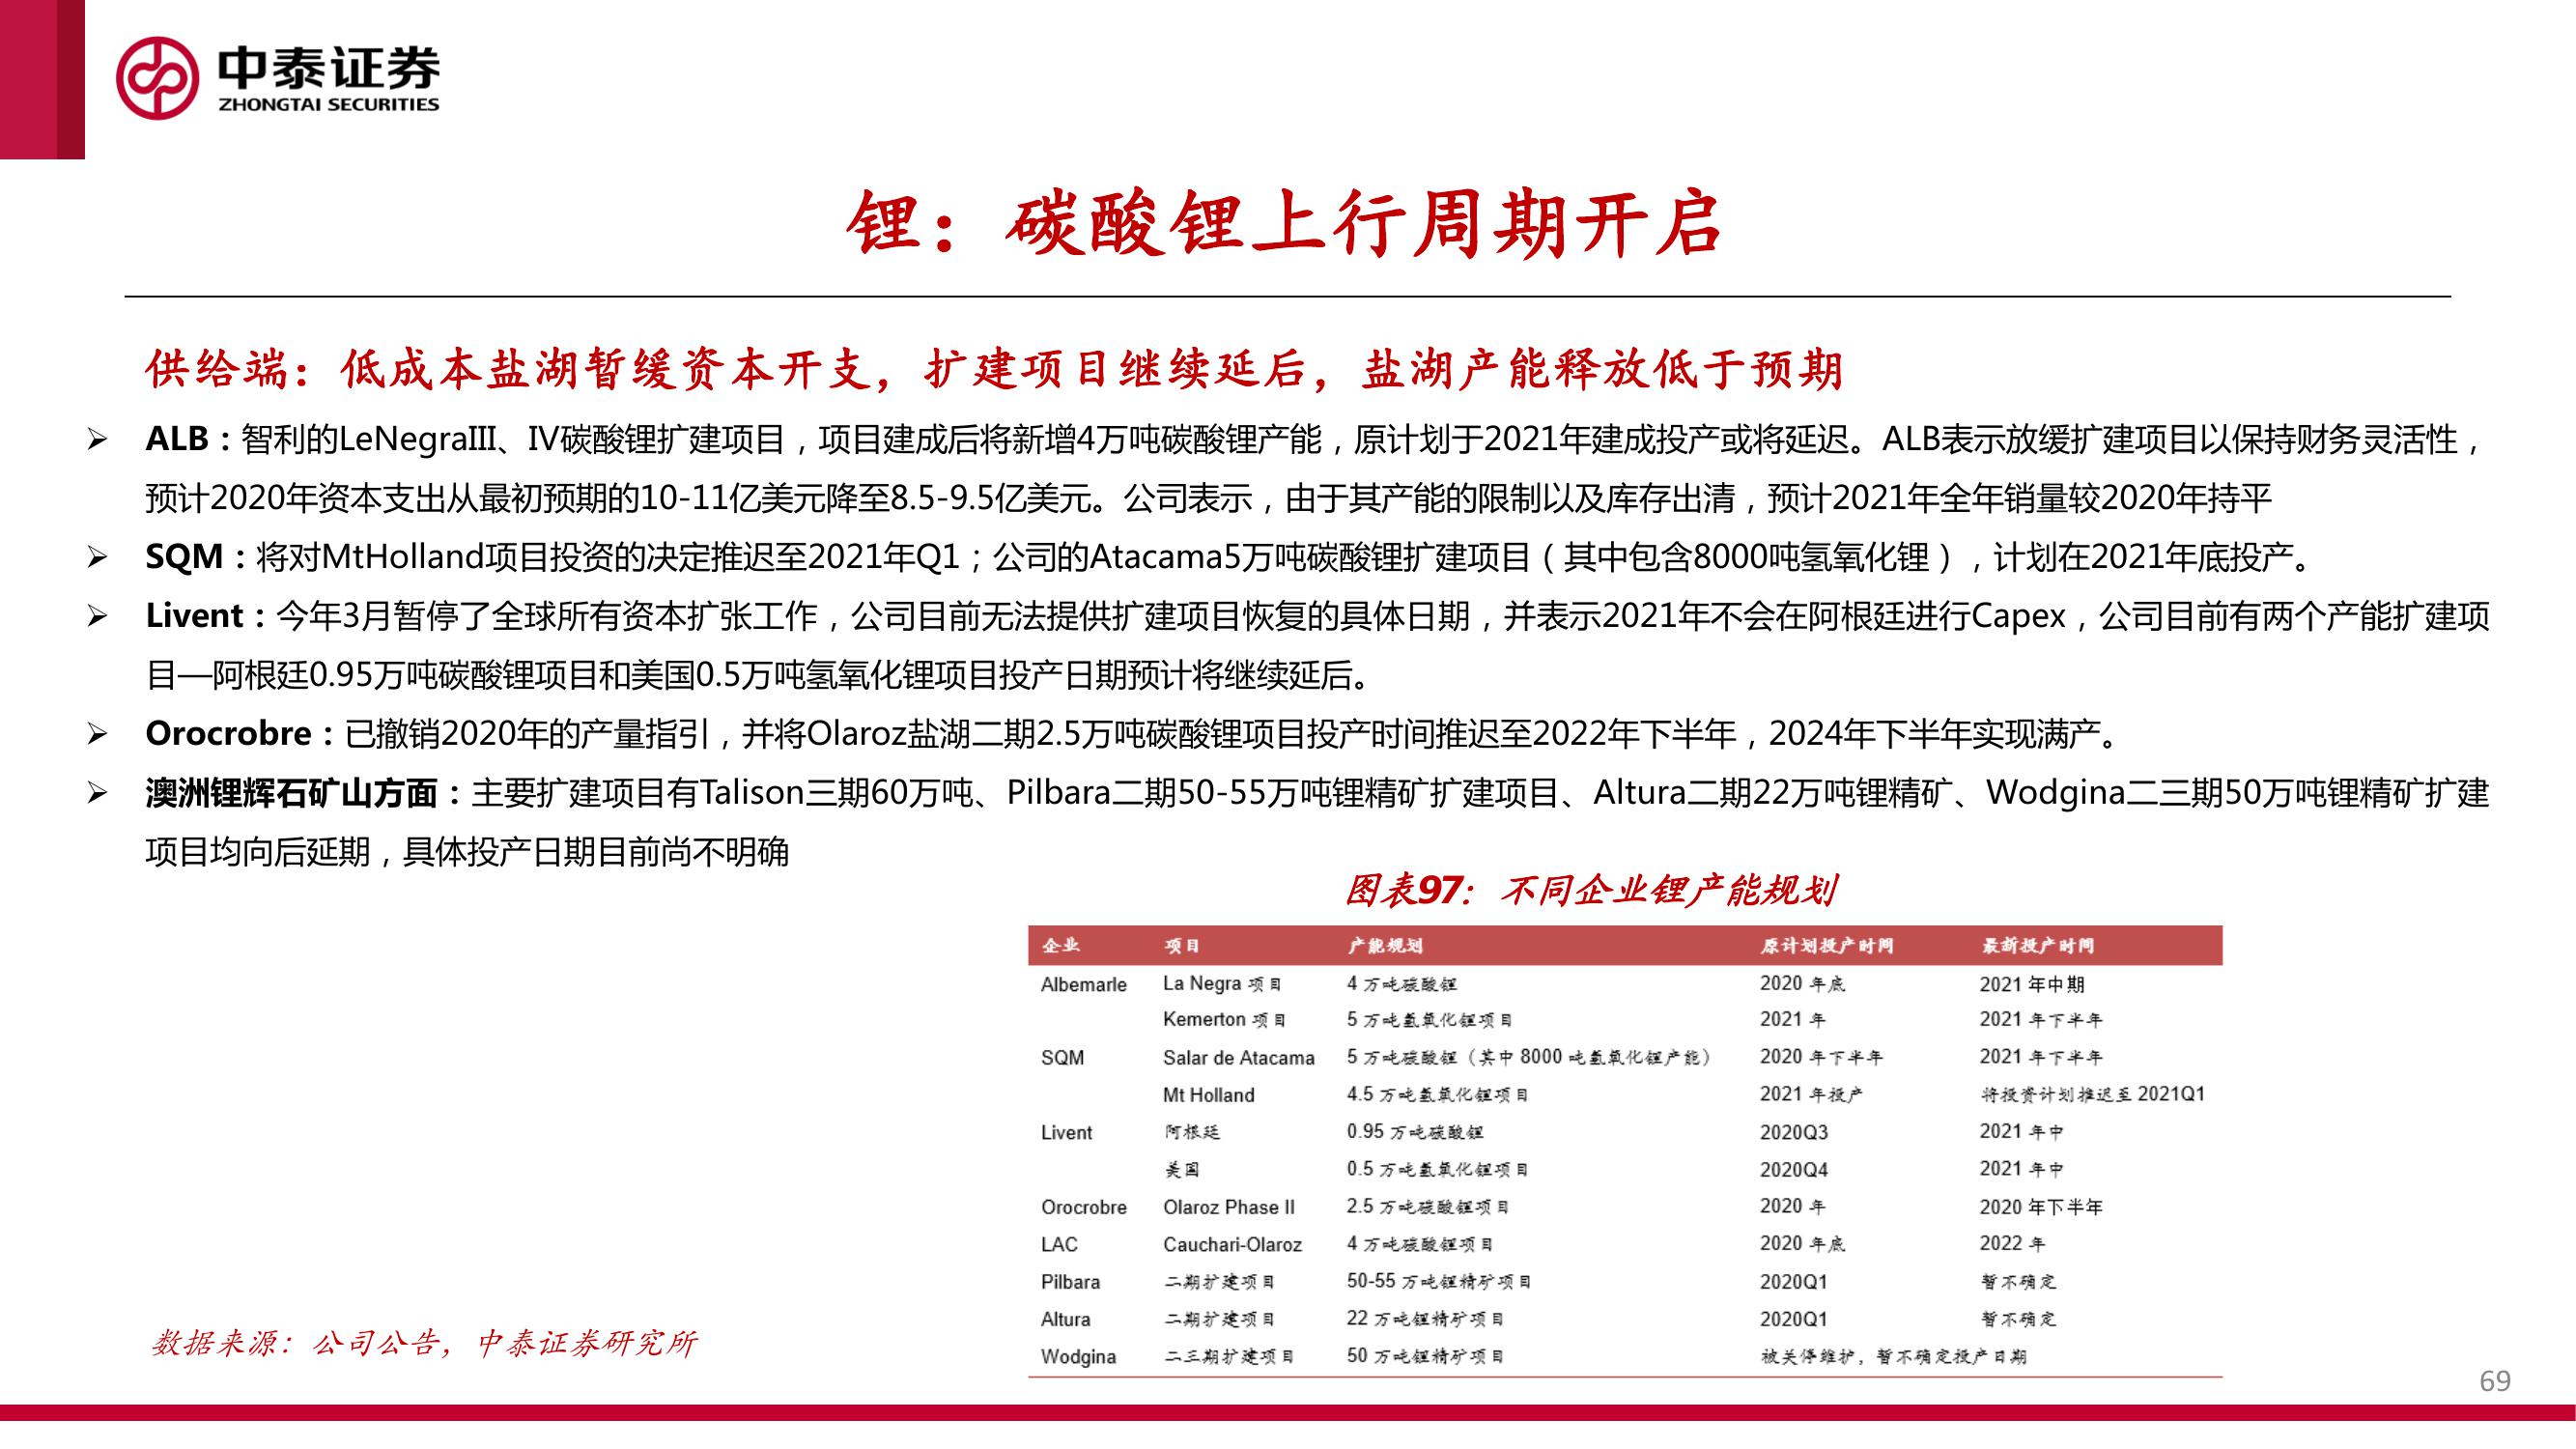 中泰证券
ZHONGTAI SECURITIES
锂：碳酸锂上行周期开启
供给端：低成本盐湖暂缓资本开支，扩建项目继续延后，盐湖产能释放低于预期
➢ ALB：智利的LeNegraIII、IV碳酸锂扩建项目，项目建成后将新增4万吨碳酸锂产能，原计划于2021年建成投产或将延迟。ALB表示放缓扩建项目以保持财务灵活性，
预计2020年资本支出从最初预期的10-11亿美元降至8.5-9.5亿美元。公司表示，由于其产能的限制以及库存出清，预计2021年全年销量较2020年持平
➢ SQM：将对MtHolland项目投资的决定推迟至2021年Q1；公司的Atacama5万吨碳酸锂扩建项目（其中包含8000吨氢氧化锂），计划在2021年底投产。
➢ Livent：今年3月暂停了全球所有资本扩张工作，公司目前无法提供扩建项目恢复的具体日期，并表示2021年不会在阿根廷进行Capex，公司目前有两个产能扩建项
目—阿根廷0.95万吨碳酸锂项目和美国0.5万吨氢氧化锂项目投产日期预计将继续延后。
➢ Orocrobre：已撤销2020年的产量指引，并将Olaroz盐湖二期2.5万吨碳酸锂项目投产时间推迟至2022年下半年，2024年下半年实现满产。
➢ 澳洲锂辉石矿山方面：主要扩建项目有Talison三期60万吨、Pilbara二期50-55万吨锂精矿扩建项目、Altura二期22万吨锂精矿、Wodgina二三期50万吨锂精矿扩建
项目均向后延期，具体投产日期目前尚不明确
图表97：不同企业锂产能规划
企业 项目 产能规划 原计划投产时间 最新投产时间
Albemarle La Negra 项目 4 万吨碳酸锂 2020 年底 2021 年中期
Kemerton 项目 5 万吨氢氧化锂项目 2021 年 2021 年下半年
SQM Salar de Atacama 5 万吨碳酸锂（其中 8000 吨氢氧化锂产能） 2020 年下半年 2021 年下半年
Mt Holland 4.5 万吨氢氧化锂项目 2021 年投产 将投资计划推迟至 2021Q1
Livent 阿根廷 0.95 万吨碳酸锂 2020Q3 2021 年中
美国 0.5 万吨氢氧化锂项目 2020Q4 2021 年中
Orocrobre Olaroz Phase II 2.5 万吨碳酸锂项目 2020 年 2020 年下半年
LAC Cauchari-Olaroz 4 万吨碳酸锂项目 2020 年底 2022 年
Pilbara 二期扩建项目 50-55 万吨锂精矿项目 2020Q1 暂不确定
Altura 二期扩建项目 22 万吨锂精矿项目 2020Q1 暂不确定
Wodgina 二三期扩建项目 50 万吨锂精矿项目 被关停维护，暂不确定投产日期
数据来源：公司公告，中泰证券研究所
69